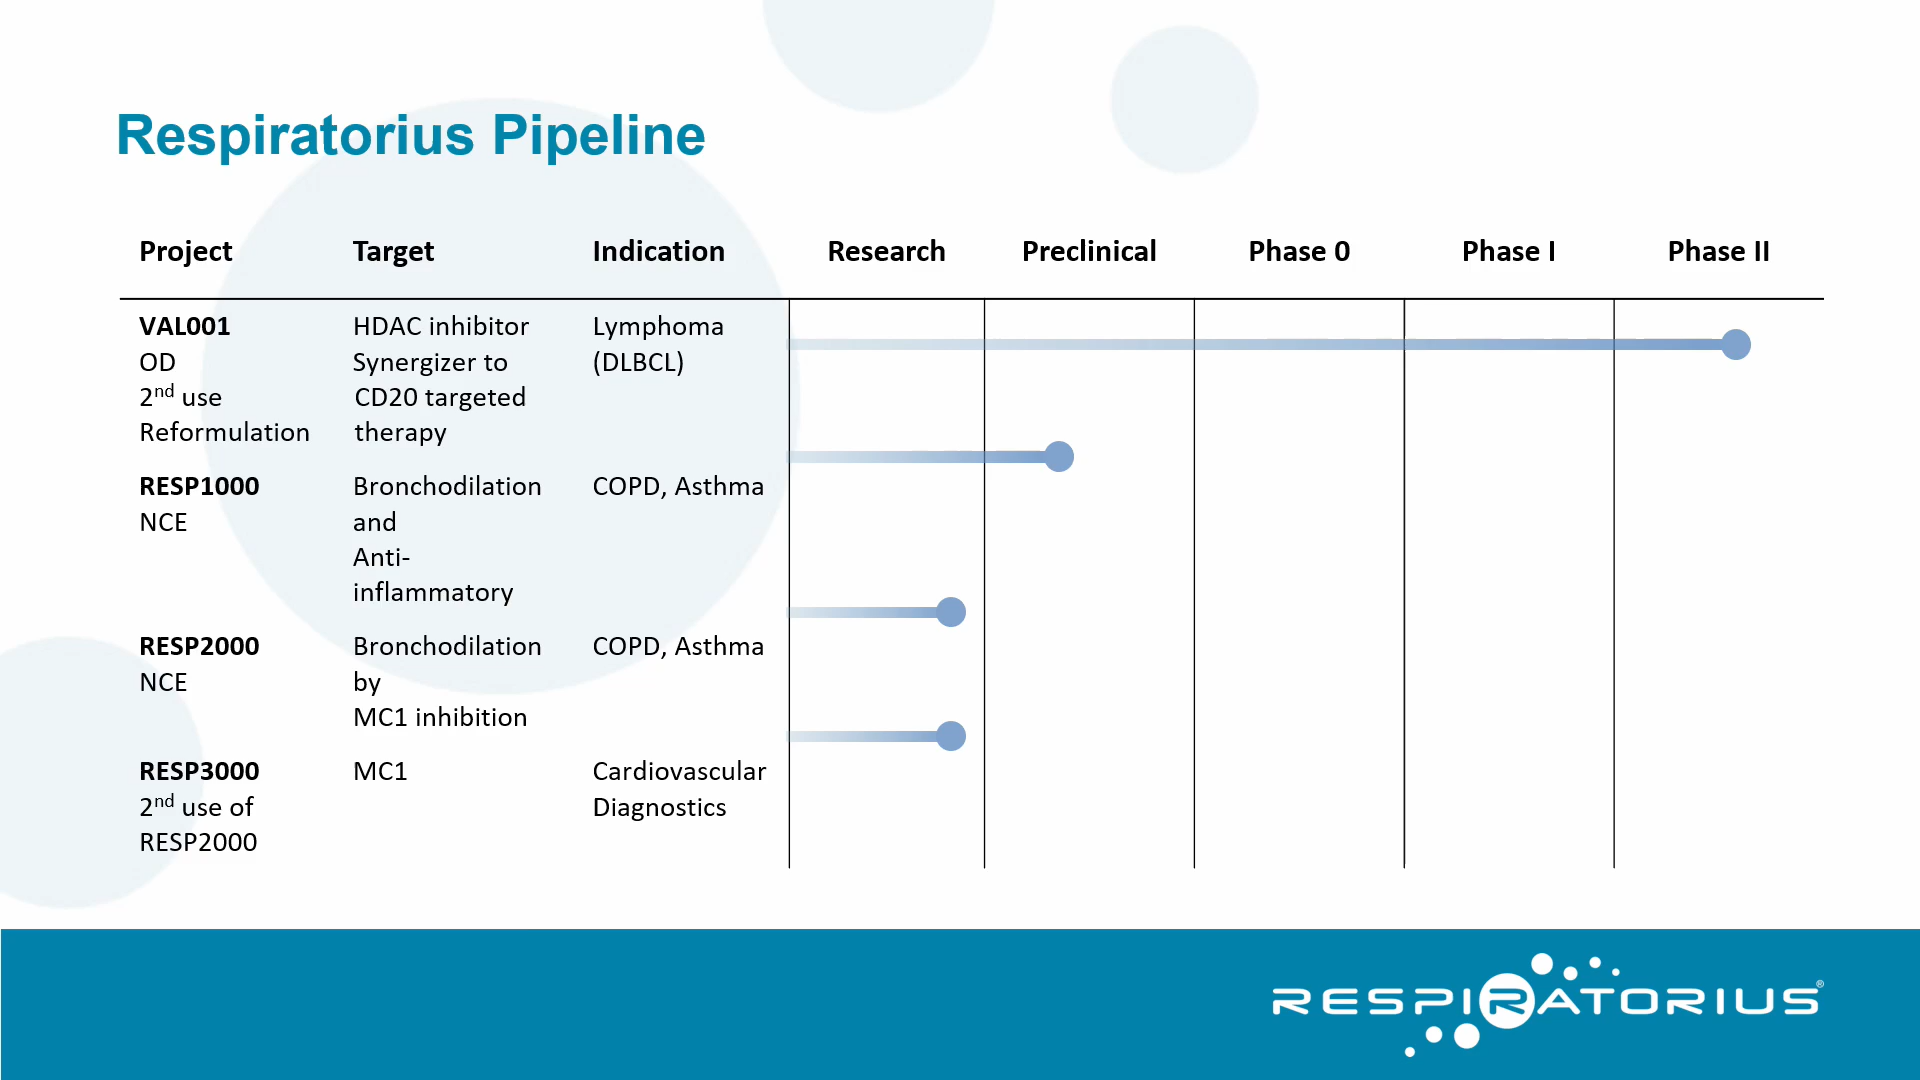 Respiratorius Pipeline
Project Target Indication Research Preclinical Phase 0 Phase I Phase II
VAL001 HDAC inhibitor Lymphoma
OD Synergizer to (DLBCL)
2nd use CD20 targeted
Reformulation therapy
RESP1000 Bronchodilation COPD, Asthma
NCE and
Anti-
inflammatory
RESP2000 Bronchodilation COPD, Asthma
NCE by
MC1 inhibition
RESP3000 MC1 Cardiovascular
2nd use of Diagnostics
RESP2000
RESPIRATORIUS®